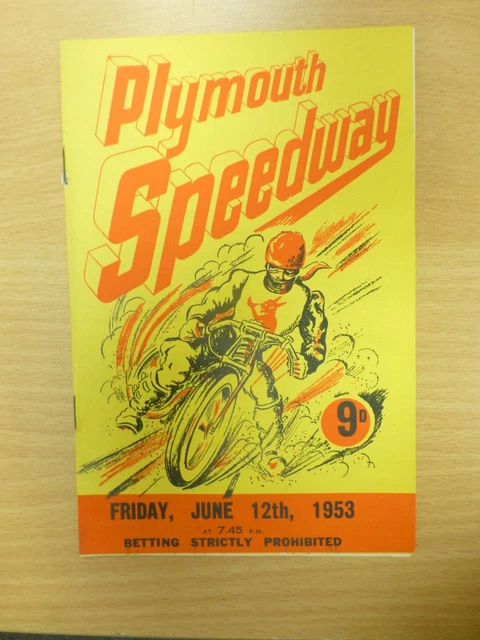 Plymouth
Speedway
9D
FRIDAY, JUNE 12th, 1953
AT 7.45 P.M.
BETTING STRICTLY PROHIBITED